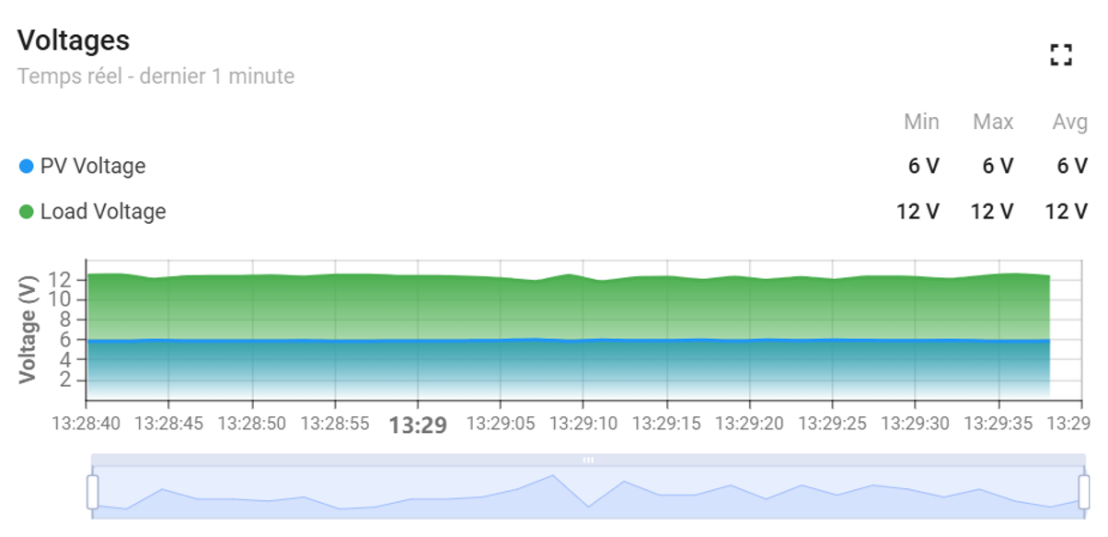 Voltages
Temps réel - dernier 1 minute
Min Max Avg
PV Voltage 6 V 6 V 6 V
Load Voltage 12 V 12 V 12 V
Voltage (V)
12
10
8
6
4
2
13:28:40 13:28:45 13:28:50 13:28:55 13:29 13:29:05 13:29:10 13:29:15 13:29:20 13:29:25 13:29:30 13:29:35 13:29